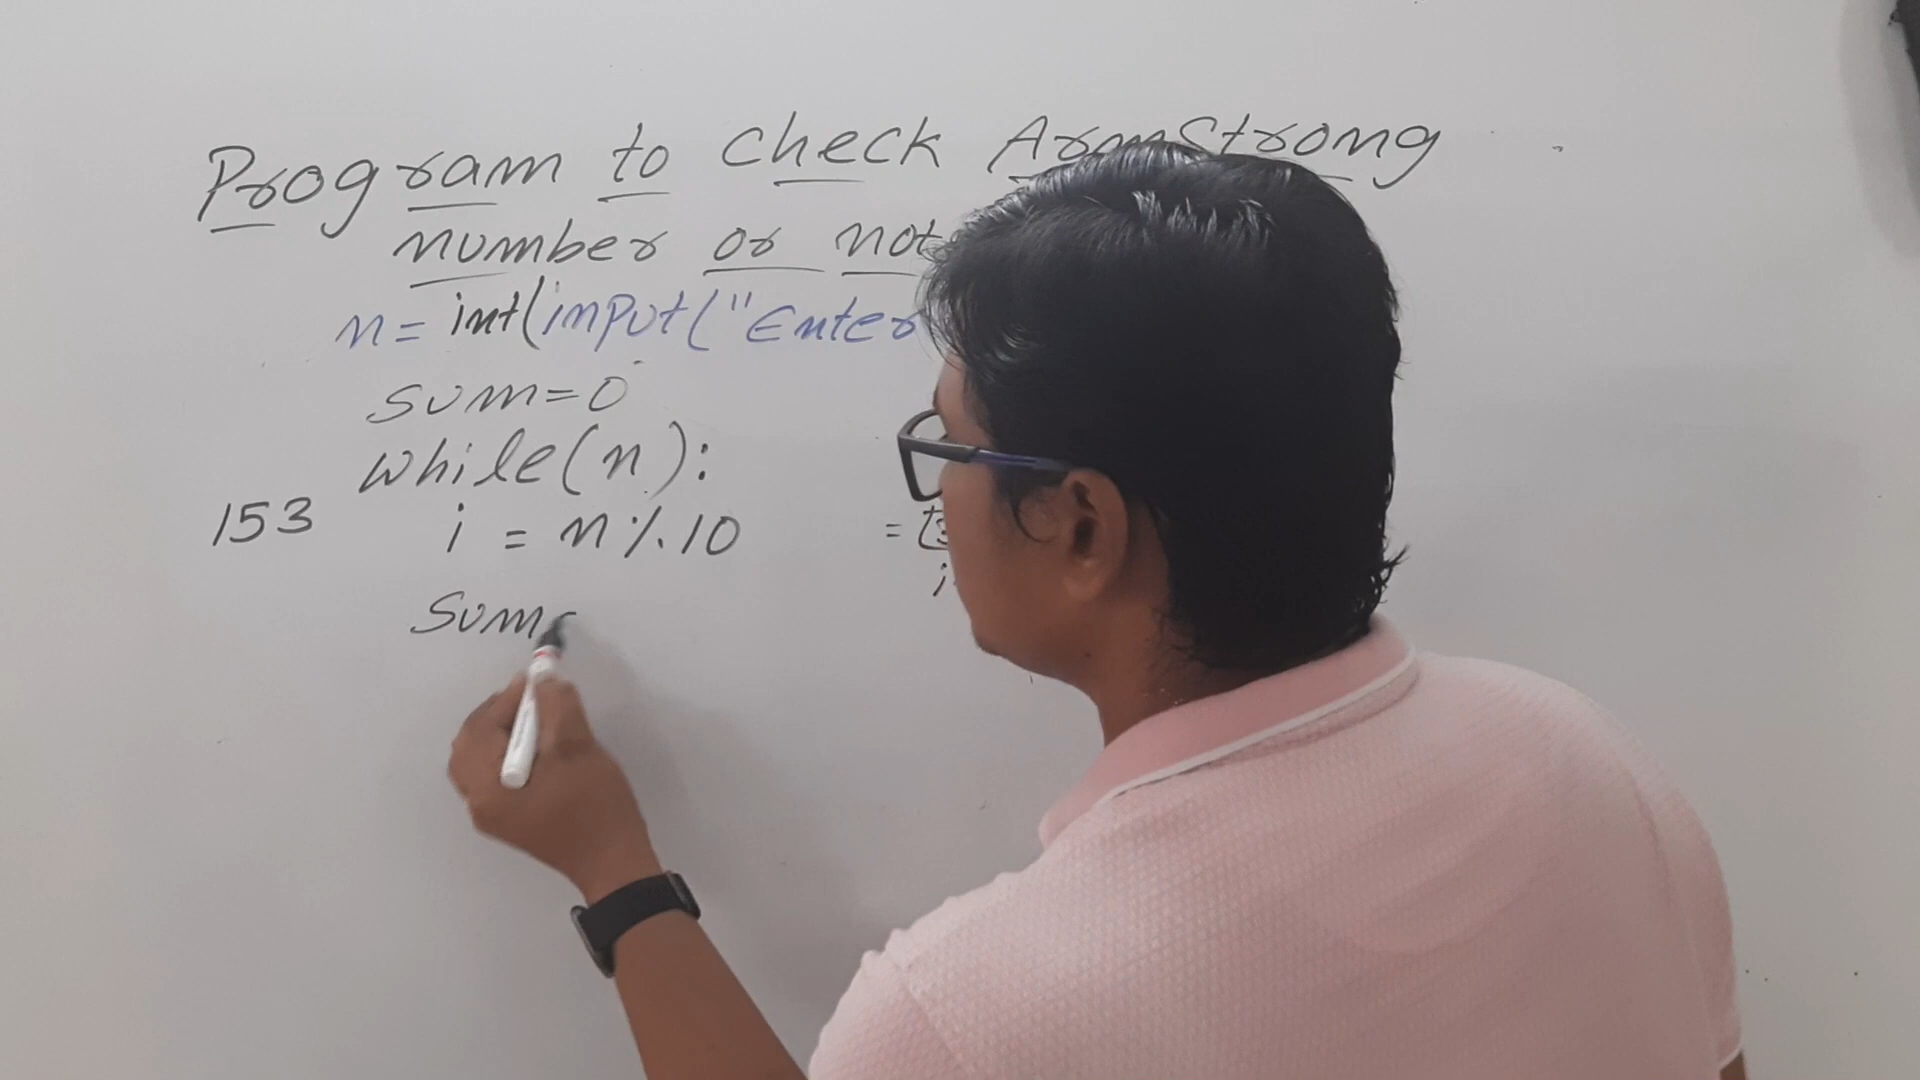 Program to check Armstrong
number or not
n = int(input("Enter
sum=0
while(n):
153
i = n%10
=
Sum